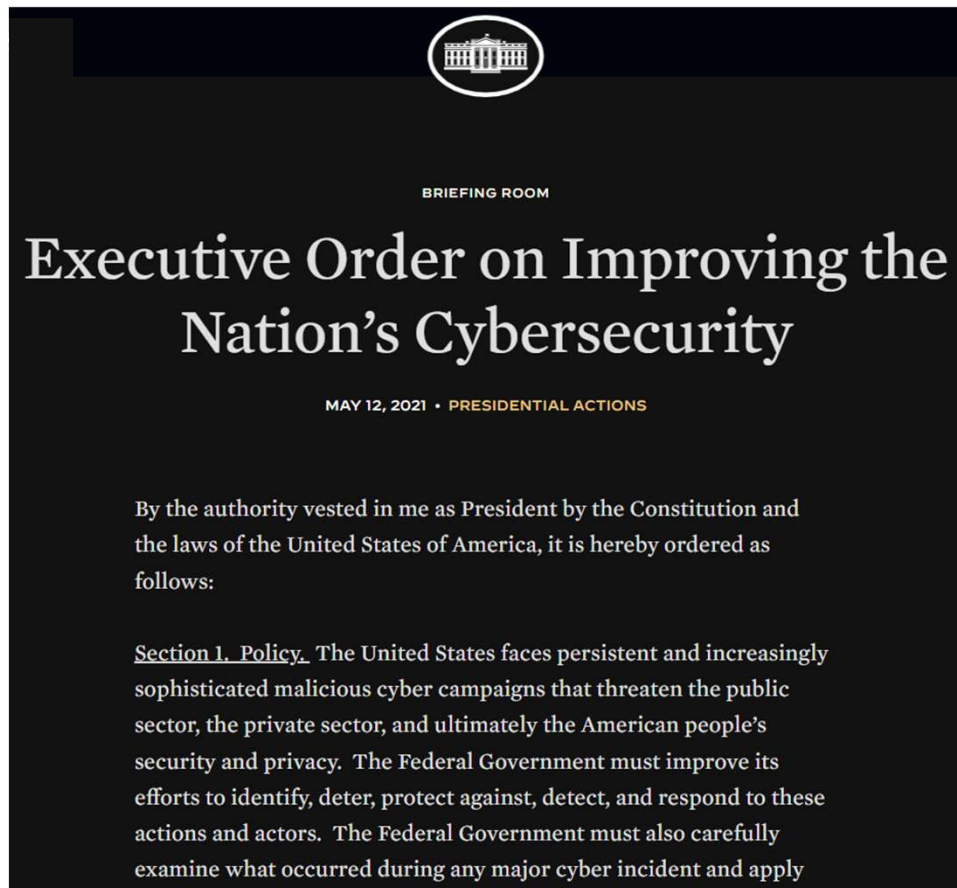 BRIEFING ROOM
Executive Order on Improving the
Nation’s Cybersecurity
MAY 12, 2021 • PRESIDENTIAL ACTIONS
By the authority vested in me as President by the Constitution and
the laws of the United States of America, it is hereby ordered as
follows:
Section 1.  Policy.  The United States faces persistent and increasingly
sophisticated malicious cyber campaigns that threaten the public
sector, the private sector, and ultimately the American people’s
security and privacy.  The Federal Government must improve its
efforts to identify, deter, protect against, detect, and respond to these
actions and actors.  The Federal Government must also carefully
examine what occurred during any major cyber incident and apply